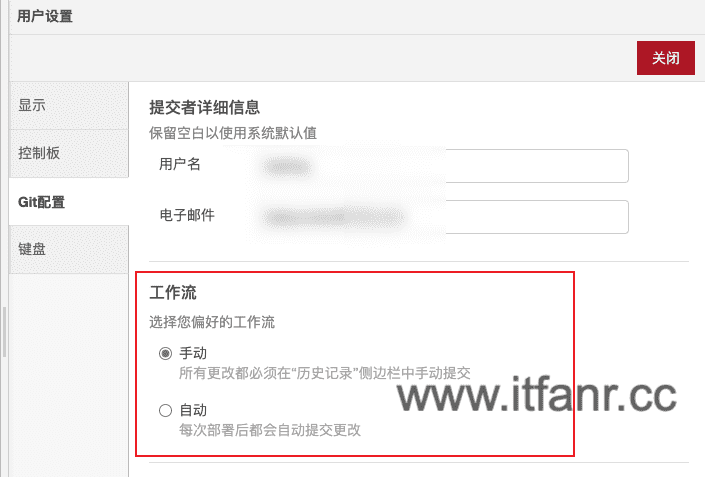 用户设置
关闭
显示
控制板
Git配置
键盘
提交者详细信息
保留空白以使用系统默认值
用户名
电子邮件
工作流
选择您偏好的工作流
手动
所有更改都必须在“历史记录”侧边栏中手动提交
自动
每次部署后都会自动提交更改
www.itfanr.cc